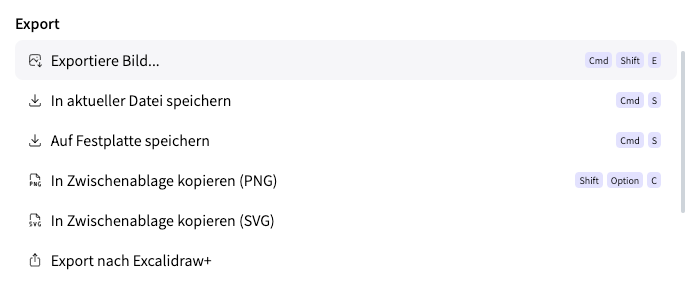 Export
Exportiere Bild... Cmd Shift E
In aktueller Datei speichern Cmd S
Auf Festplatte speichern Cmd S
PNG In Zwischenablage kopieren (PNG) Shift Option C
SVG In Zwischenablage kopieren (SVG)
Export nach Excalidraw+